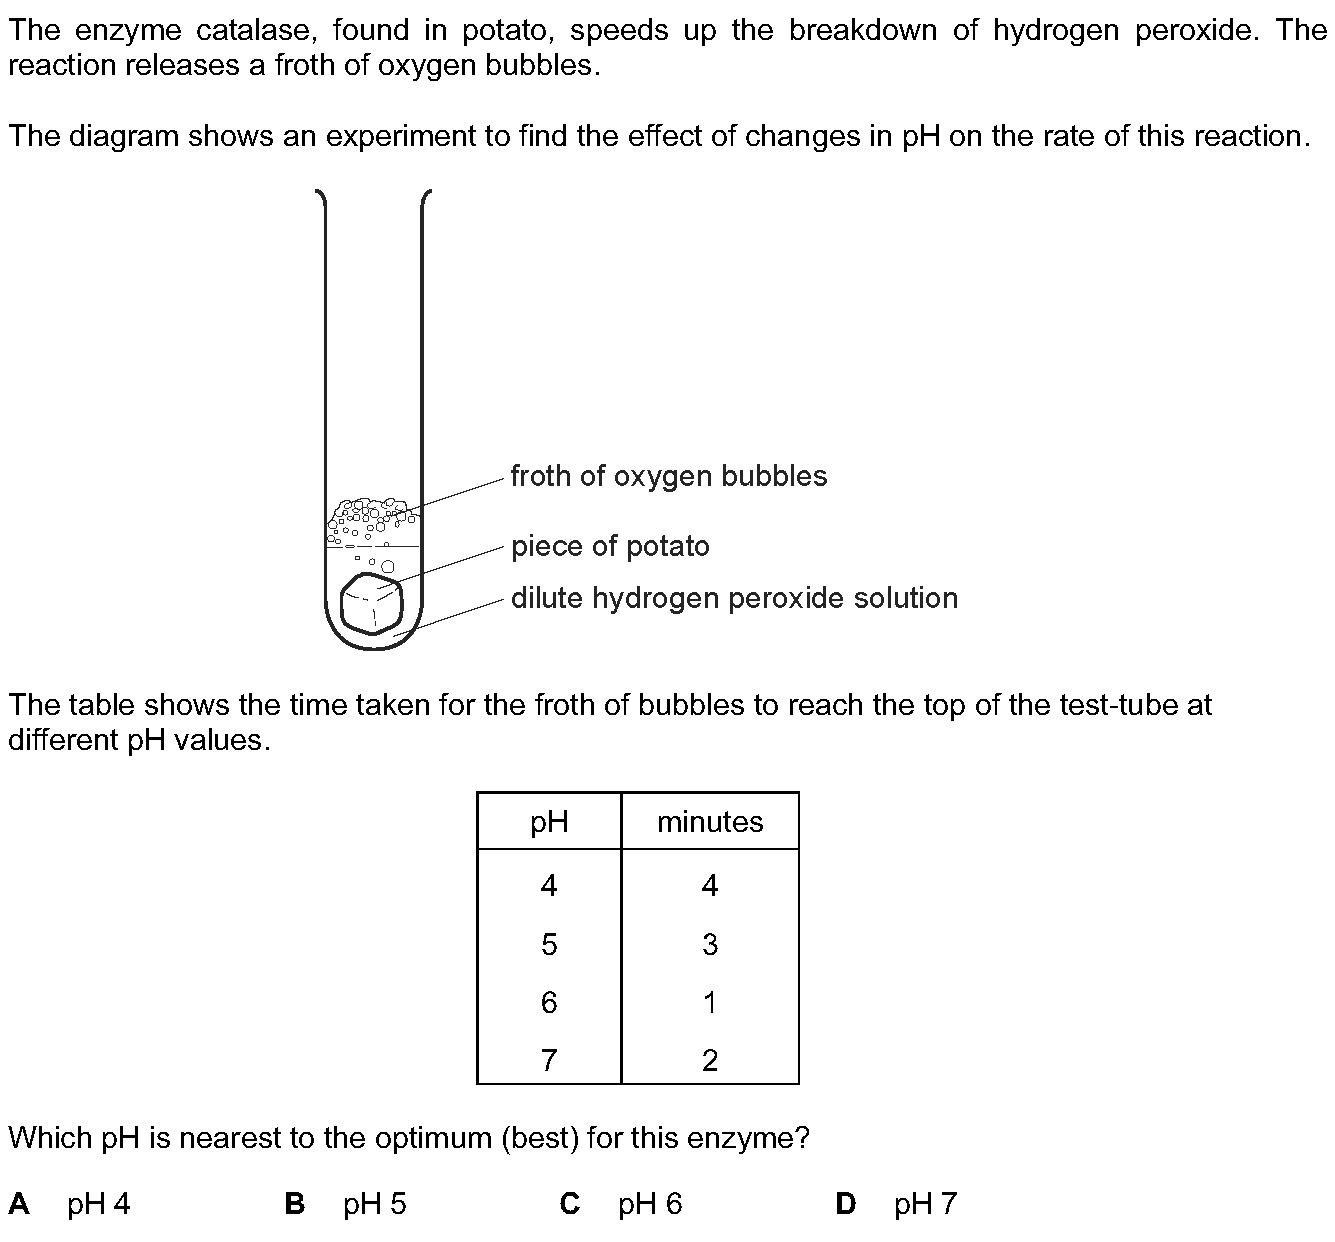 The enzyme catalase, found in potato, speeds up the breakdown of hydrogen peroxide. The
reaction releases a froth of oxygen bubbles.
The diagram shows an experiment to find the effect of changes in pH on the rate of this reaction.
froth of oxygen bubbles
piece of potato
dilute hydrogen peroxide solution
The table shows the time taken for the froth of bubbles to reach the top of the test-tube at
different pH values.
pH minutes
4 4
5 3
6 1
7 2
Which pH is nearest to the optimum (best) for this enzyme?
A pH 4 B pH 5 C pH 6 D pH 7